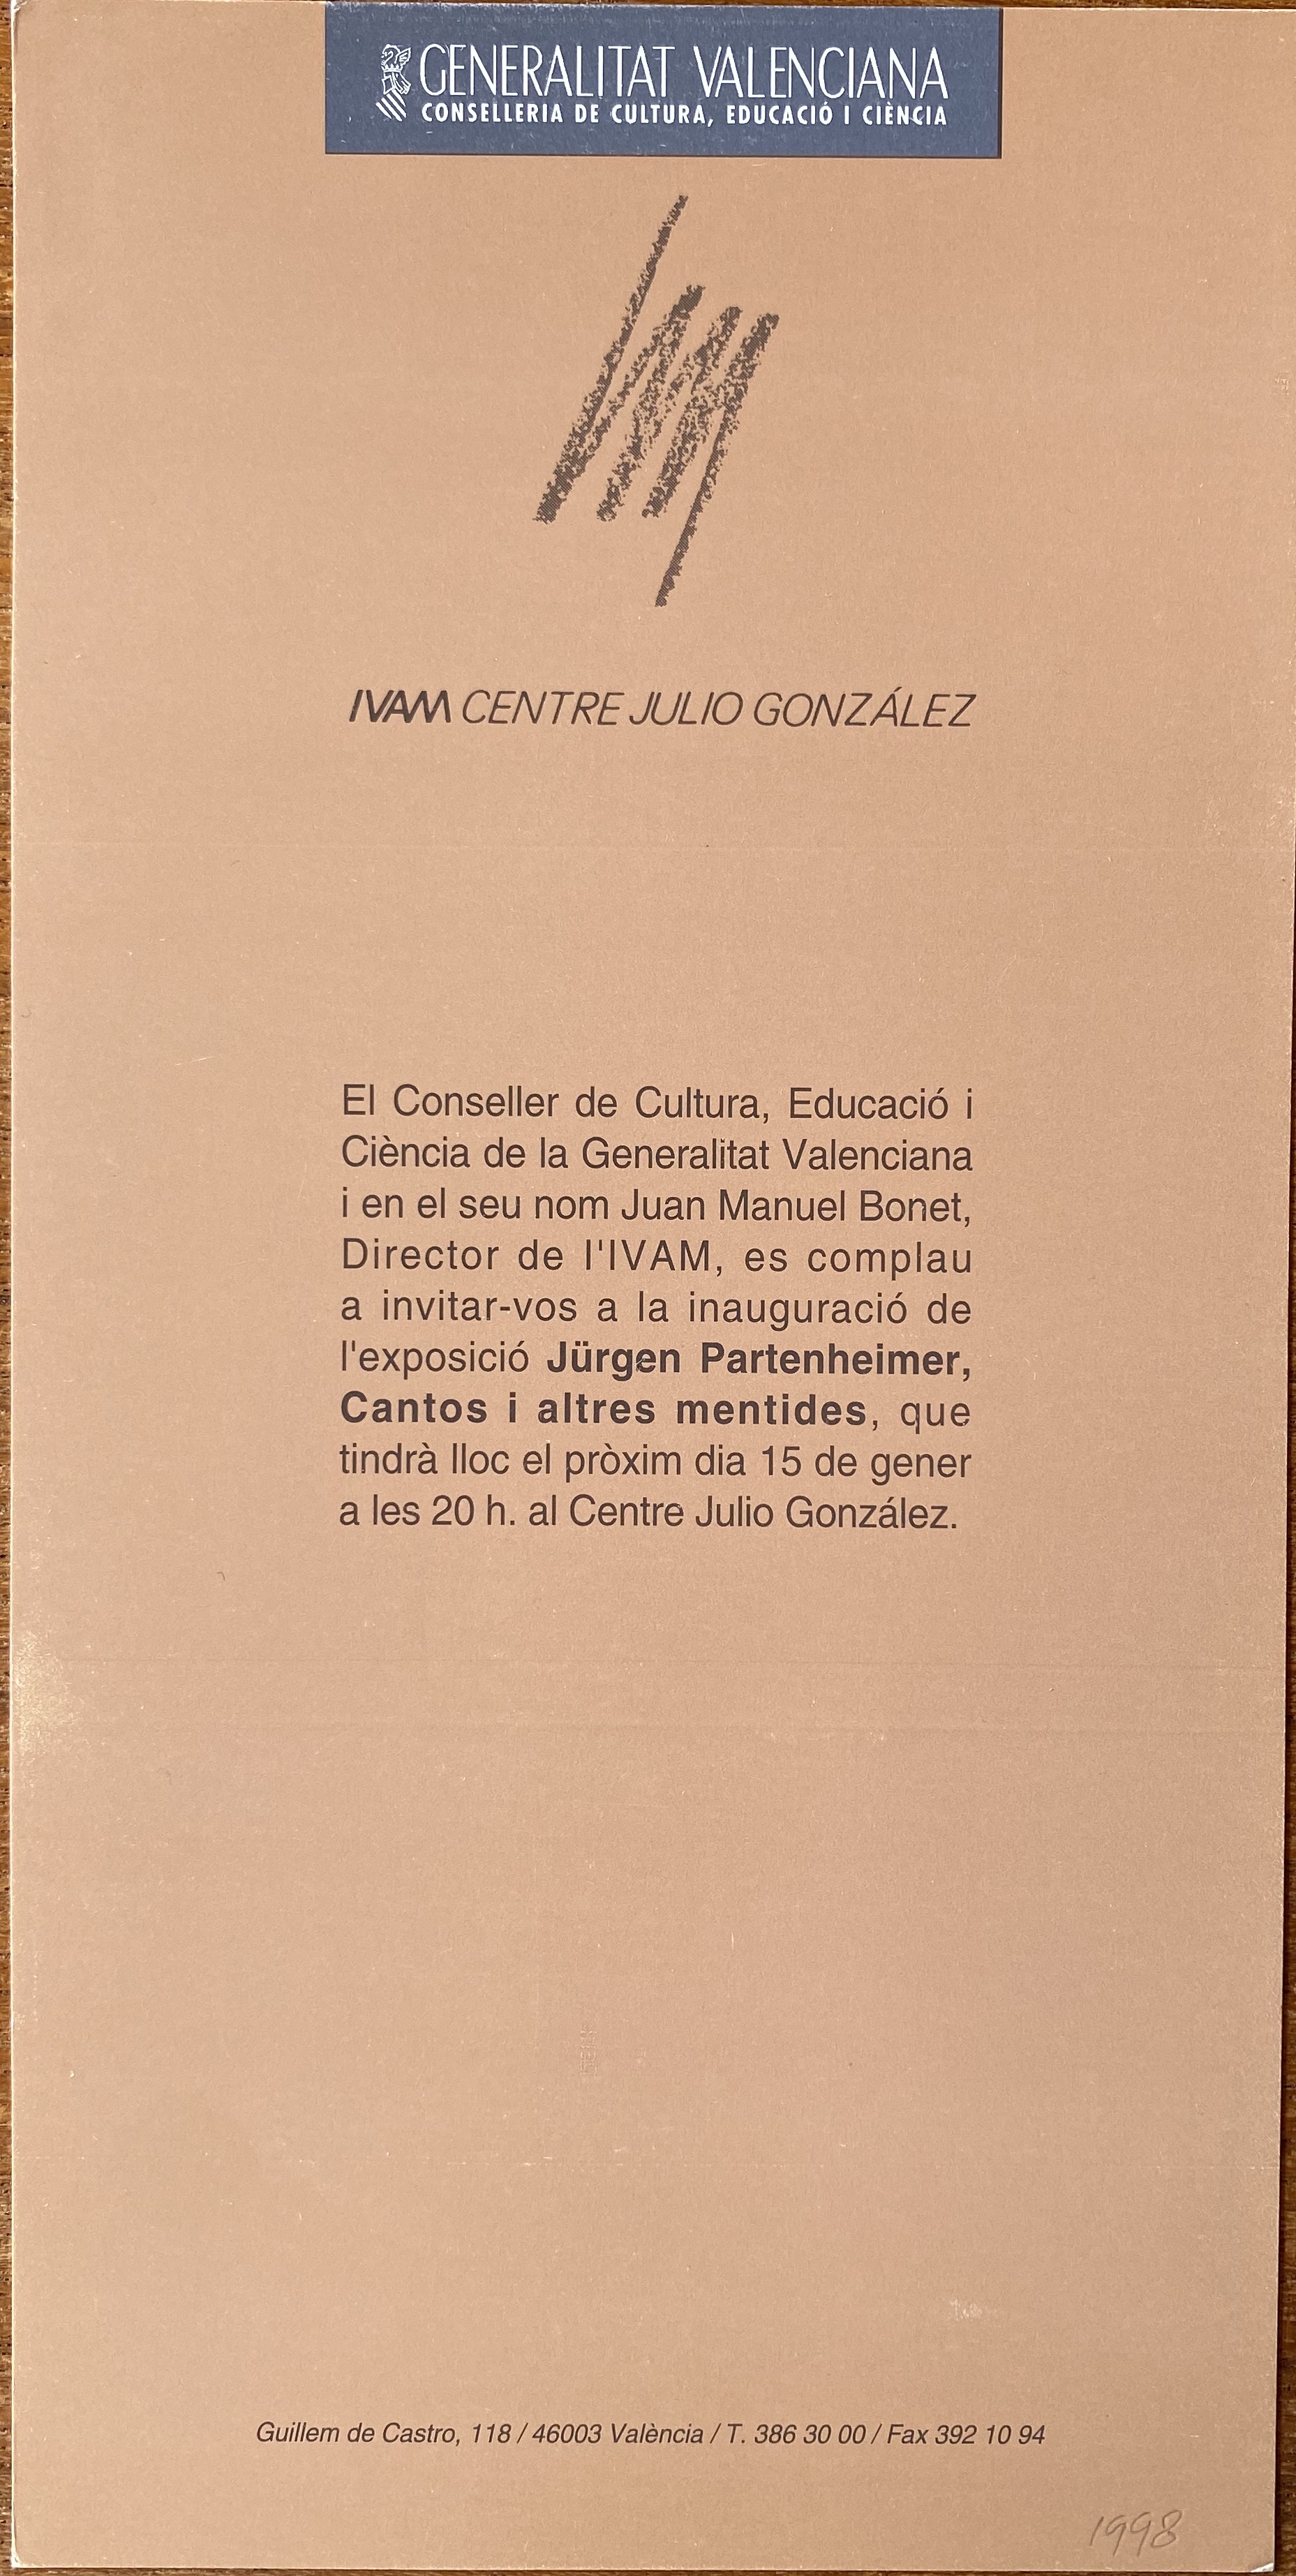 GENERALITAT VALENCIANA
CONSELLERIA DE CULTURA, EDUCACIÓ I CIÈNCIA
IVAM CENTRE JULIO GONZÁLEZ
El Conseller de Cultura, Educació i
Ciència de la Generalitat Valenciana
i en el seu nom Juan Manuel Bonet,
Director de l'IVAM, es complau
a invitar-vos a la inauguració de
l'exposició Jürgen Partenheimer,
Cantos i altres mentides, que
tindrà lloc el pròxim dia 15 de gener
a les 20 h. al Centre Julio González.
Guillem de Castro, 118 / 46003 València / T. 386 30 00 / Fax 392 10 94
1998